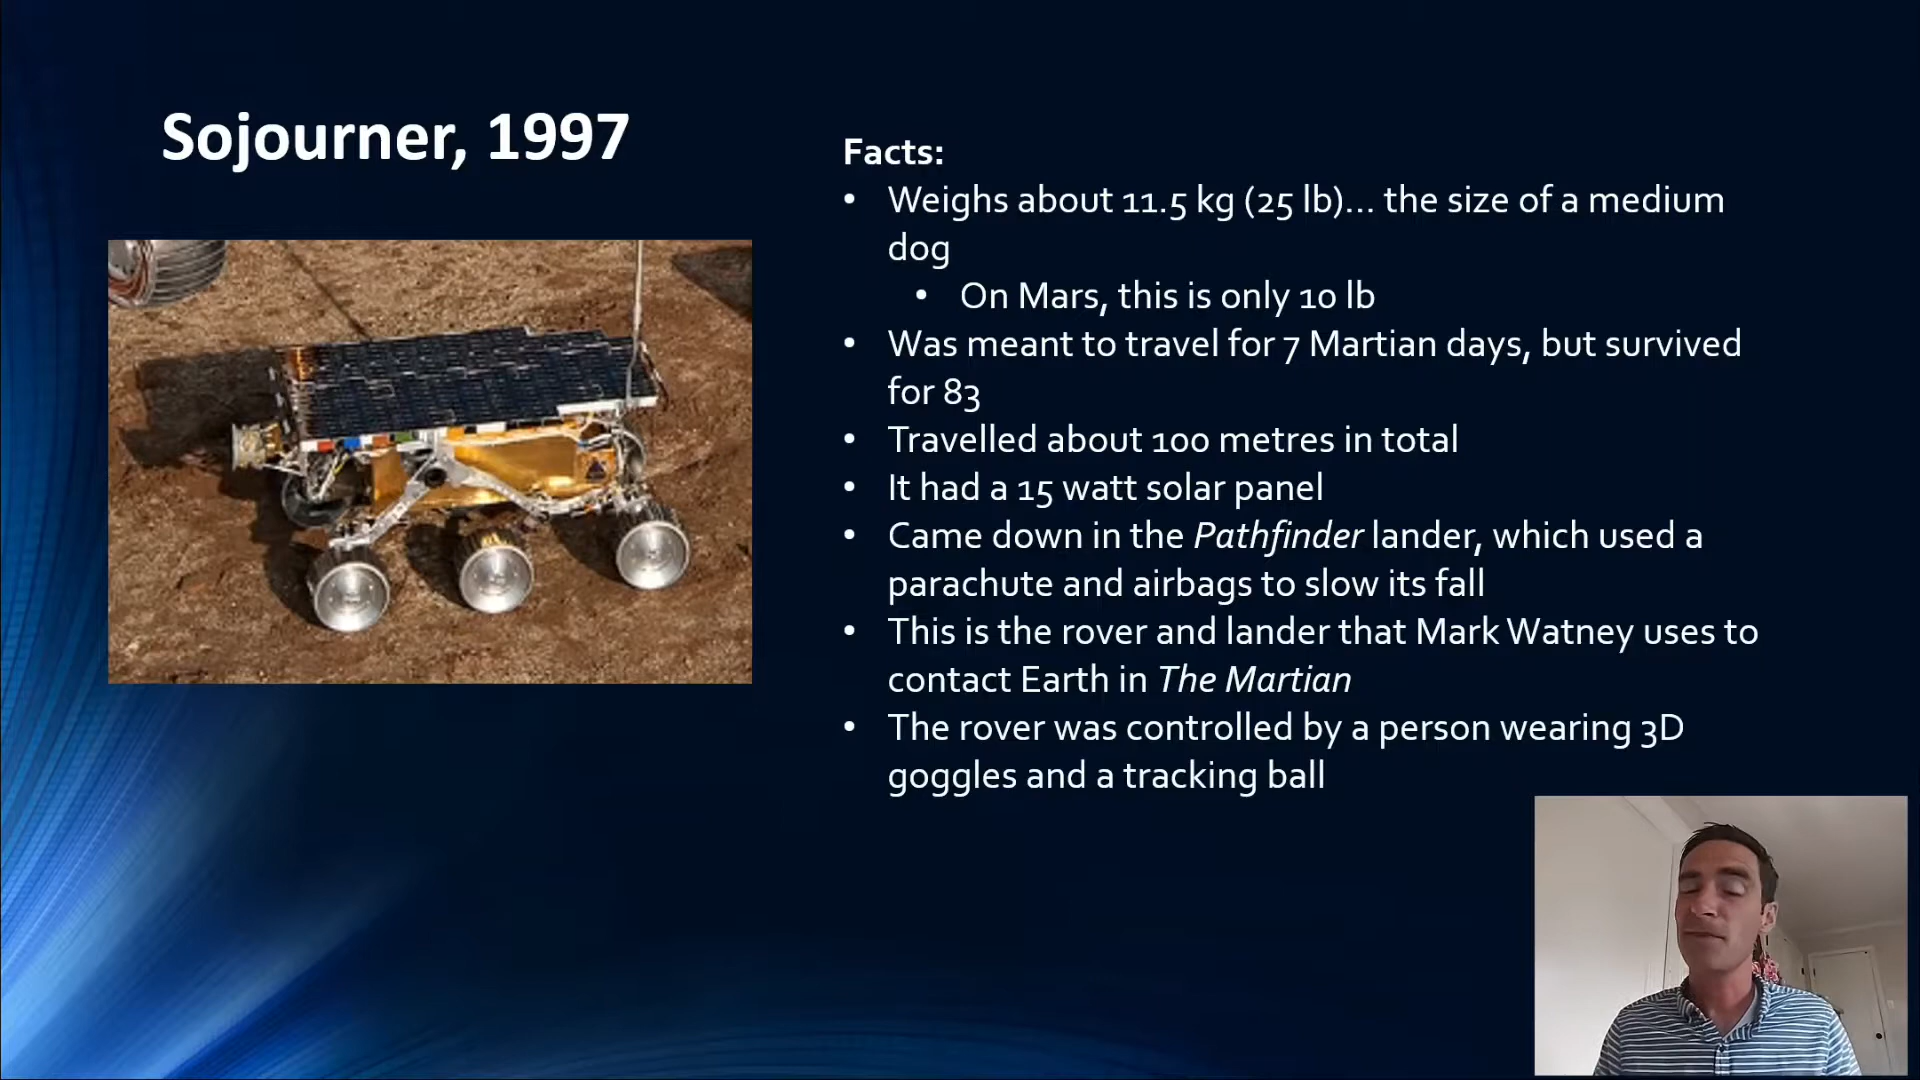 Sojourner, 1997
Facts:
• Weighs about 11.5 kg (25 lb)... the size of a medium
dog
• On Mars, this is only 10 lb
• Was meant to travel for 7 Martian days, but survived
for 83
• Travelled about 100 metres in total
• It had a 15 watt solar panel
• Came down in the Pathfinder lander, which used a
parachute and airbags to slow its fall
• This is the rover and lander that Mark Watney uses to
contact Earth in The Martian
• The rover was controlled by a person wearing 3D
goggles and a tracking ball